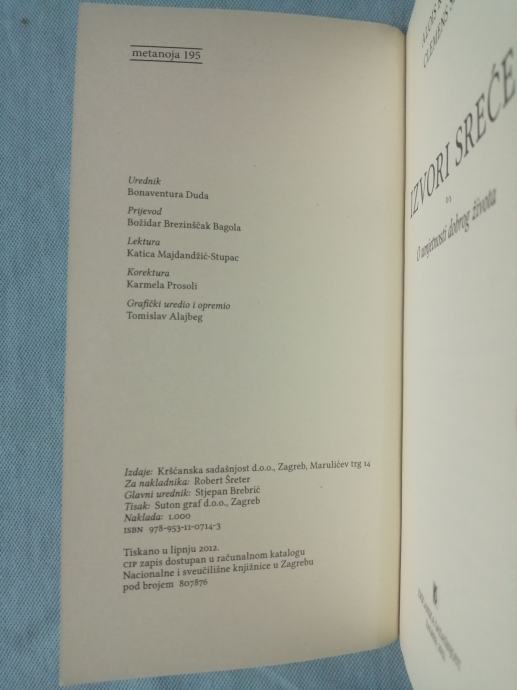 metanoja 195
Urednik
Bonaventura Duda
Prijevod
Božidar Brezinščak Bagola
Lektura
Katica Majdandžić-Stupac
Korektura
Karmela Prosoli
Grafički uredio i opremio
Tomislav Alajbeg
Izdaje: Kršćanska sadašnjost d.o.o., Zagreb, Marulićev trg 14
Za nakladnika: Robert Šreter
Glavni urednik: Stjepan Brebrić
Tisak: Suton graf d.o.o., Zagreb
Naklada: 1.000
ISBN 978-953-11-0714-3
Tiskano u lipnju 2012.
CIP zapis dostupan u računalnom katalogu
Nacionalne i sveučilišne knjižnice u Zagrebu
pod brojem 807876
CLEMENS
IZVORI SREĆE
O umjetnosti dobrog života